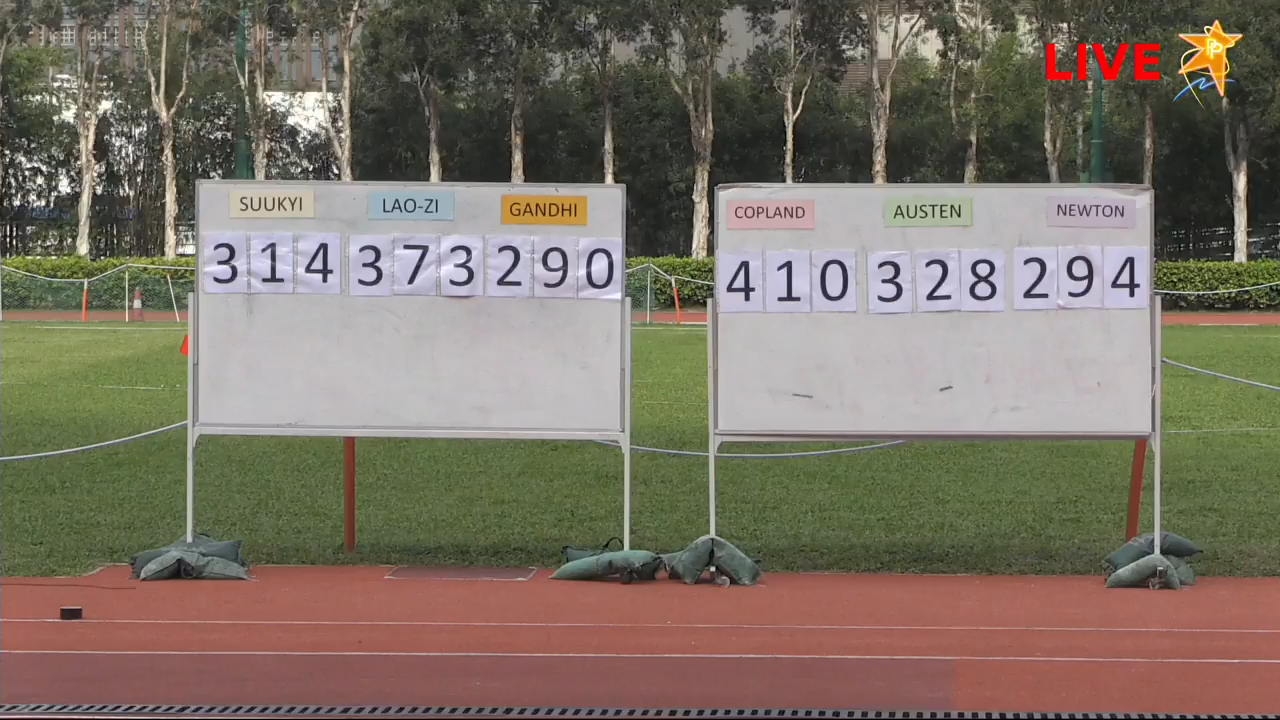 LIVE
SUUKYI LAO-ZI GANDHI
314 373 290
COPLAND AUSTEN NEWTON
410 328 294